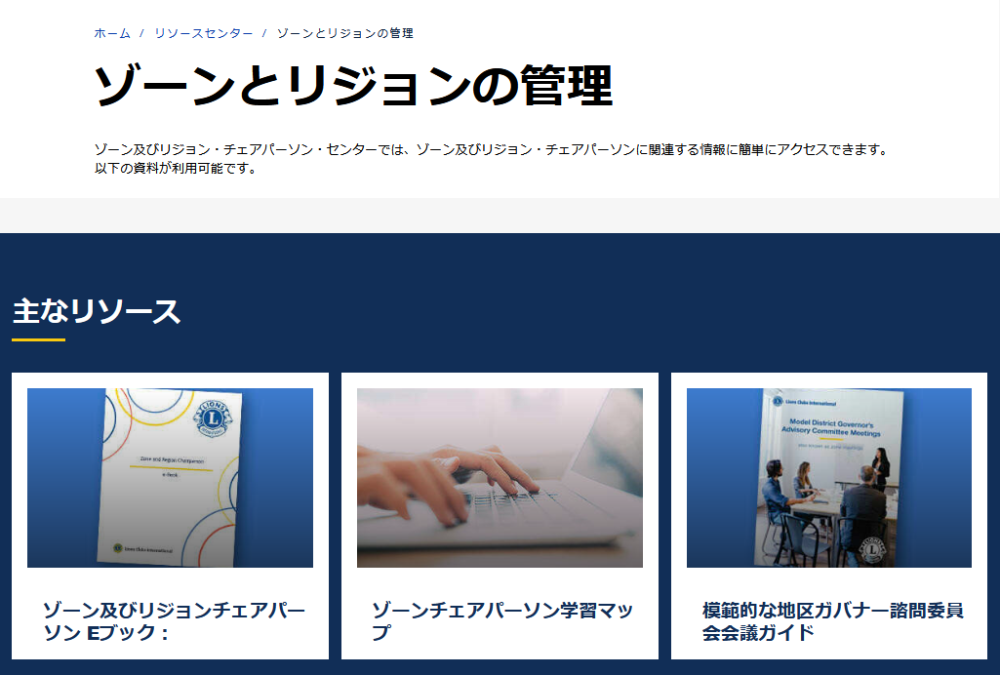 ホーム / リソースセンター / ゾーンとリジョンの管理
ゾーンとリジョンの管理
ゾーン及びリジョン・チェアパーソン・センターでは、ゾーン及びリジョン・チェアパーソンに関連する情報に簡単にアクセスできます。
以下の資料が利用可能です。
主なリソース
LIONS
L
Zone and Region Chairperson
e-Book
Lions Clubs International
Lions Clubs International
Model District Governor's
Advisory Committee Meetings
also known as zone meetings
LIONS
L
ゾーン及びリジョンチェアパー
ソン Eブック：
ゾーンチェアパーソン学習マッ
プ
模範的な地区ガバナー諮問委員
会会議ガイド